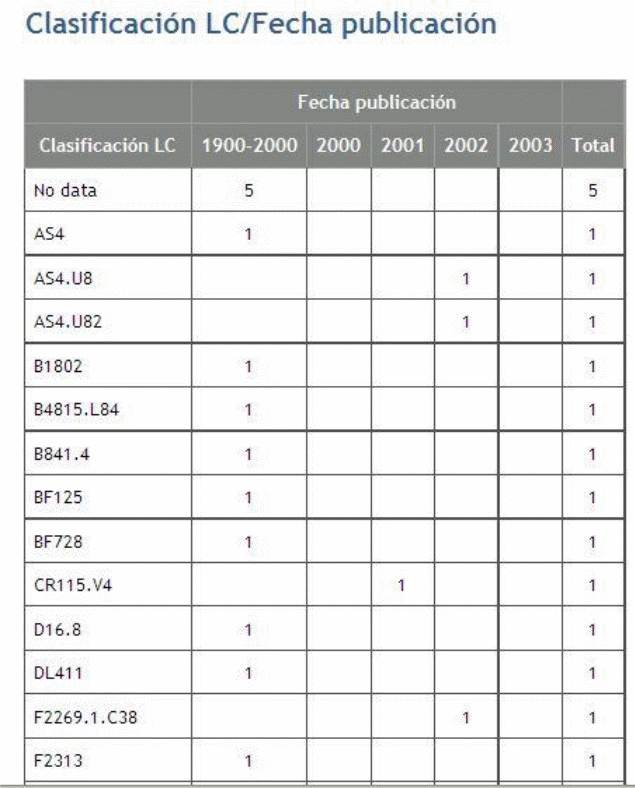 Clasificación LC/Fecha publicación
Fecha publicación
Clasificación LC 1900-2000 2000 2001 2002 2003 Total
No data 5 5
AS4 1 1
AS4.U8 1 1
AS4.U82 1 1
B1802 1 1
B4815.L84 1 1
B841.4 1 1
BF125 1 1
BF728 1 1
CR115.V4 1 1
D16.8 1 1
DL411 1 1
F2269.1.C38 1 1
F2313 1 1